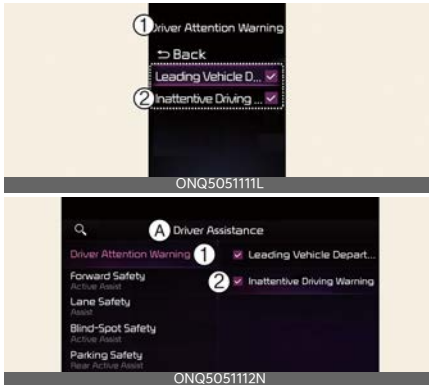 ① Driver Attention Warning
⮌ Back
Leading Vehicle D...
② Inattentive Driving ...
ONQ5051111L
Ⓐ Driver Assistance
Driver Attention Warning ①
Leading Vehicle Depart...
Forward Safety
Active Assist
② Inattentive Driving Warning
Lane Safety
Assist
Blind-Spot Safety
Active Assist
Parking Safety
Rear Active Assist
ONQ5051112N